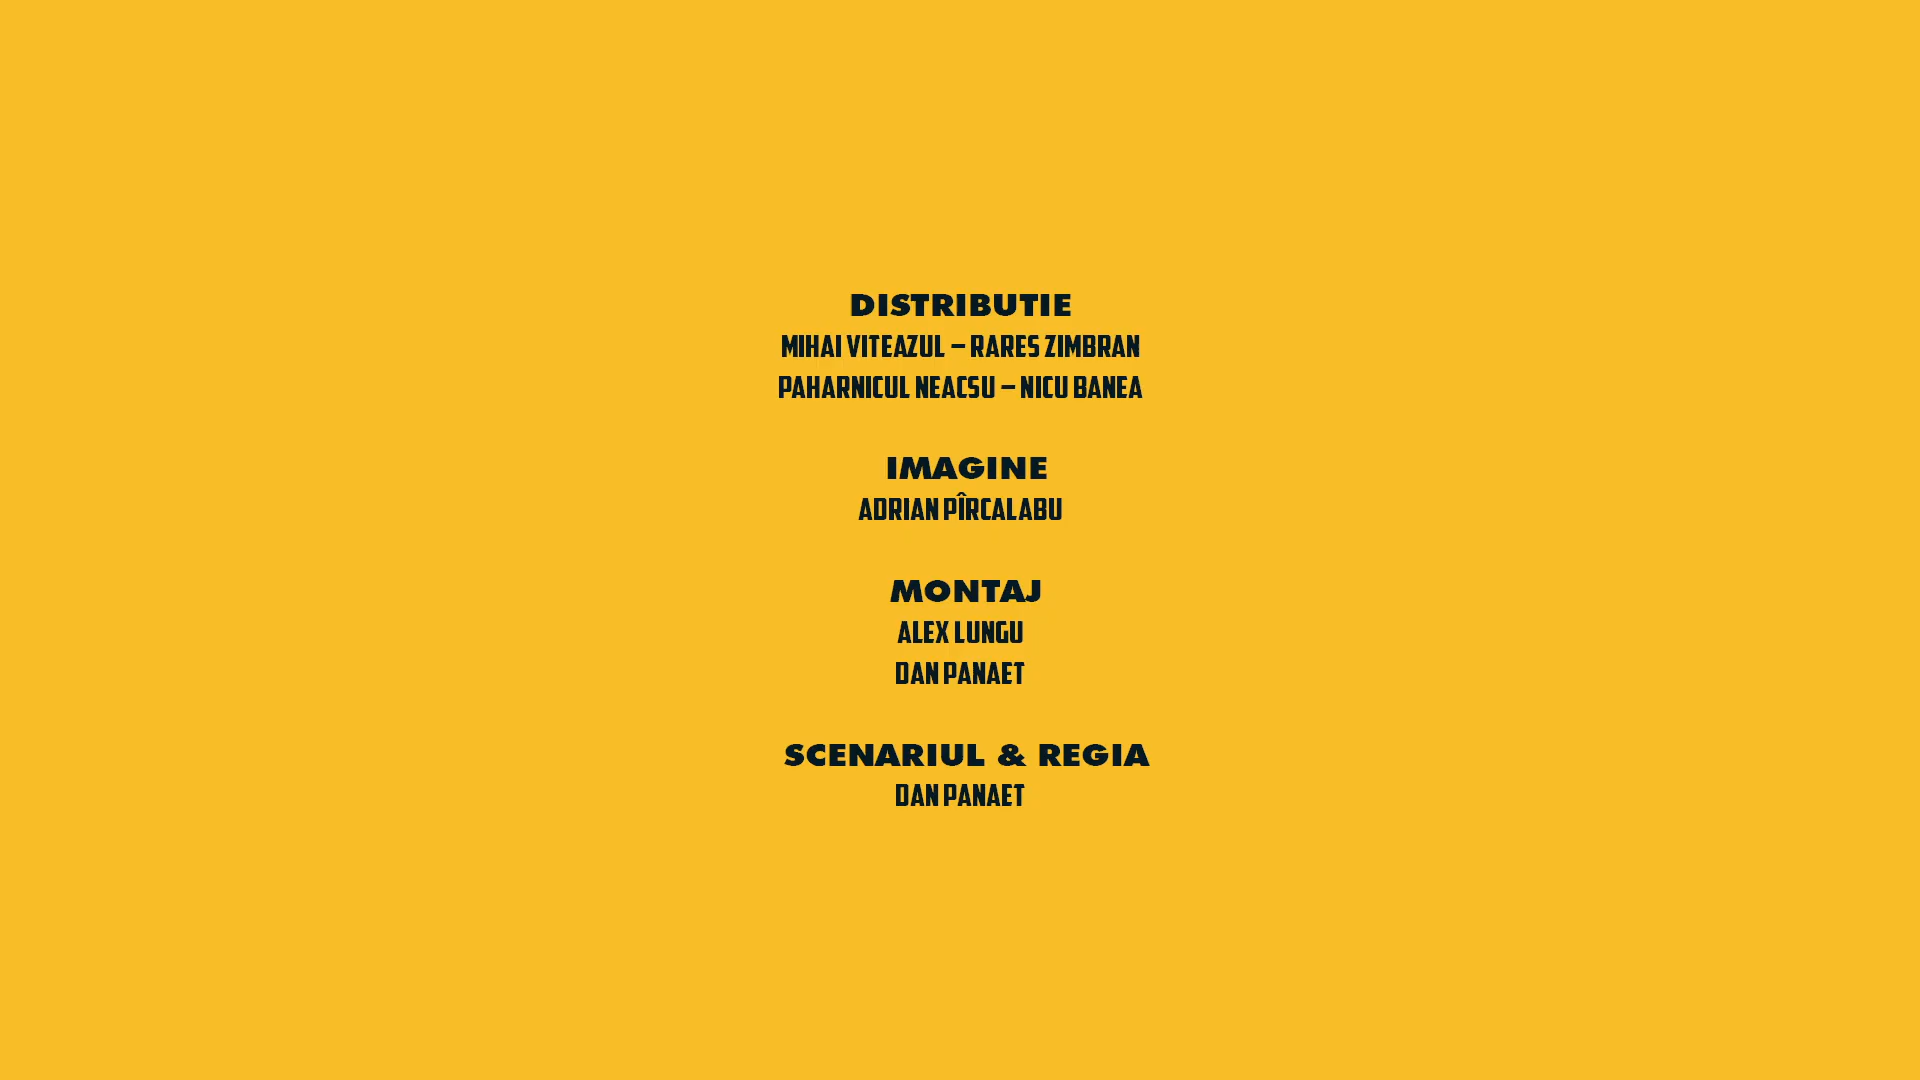 DISTRIBUTIE
MIHAI VITEAZUL – RARES ZIMBRAN
PAHARNICUL NEACSU – NICU BANEA
IMAGINE
ADRIAN PÎRCALABU
MONTAJ
ALEX LUNGU
DAN PANAET
SCENARIUL & REGIA
DAN PANAET